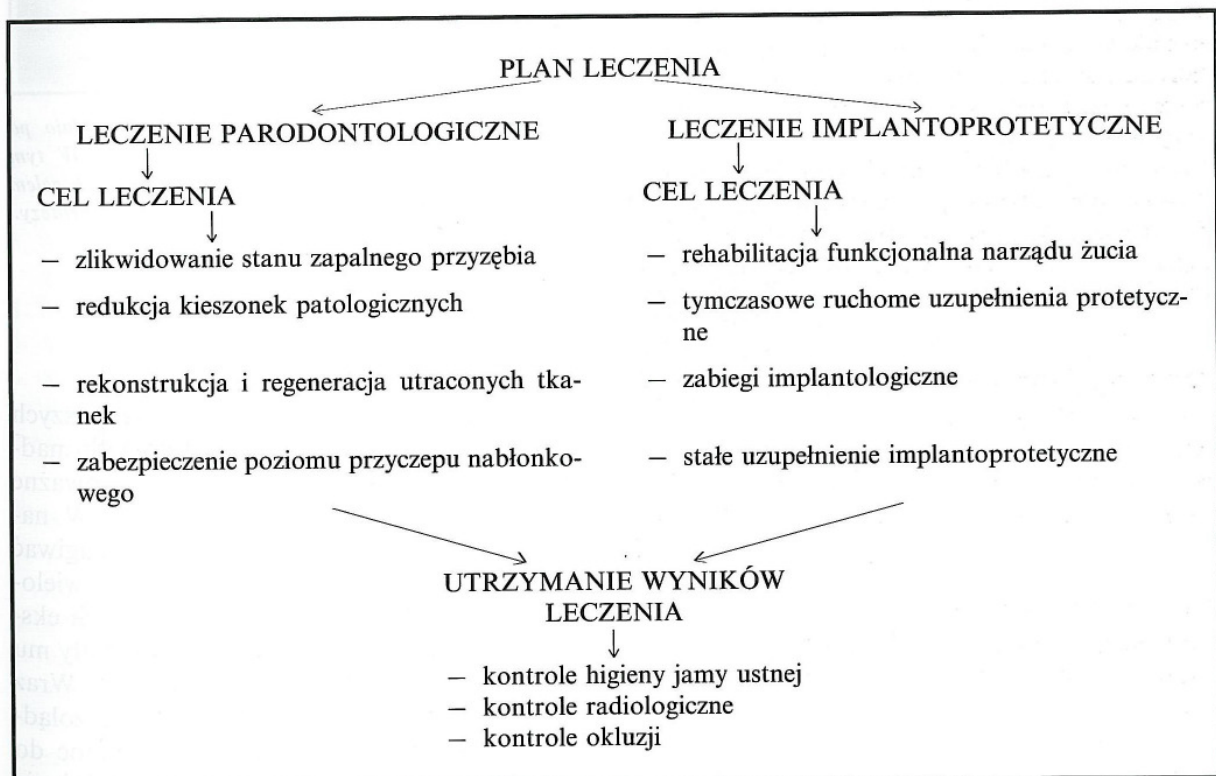 PLAN LECZENIA
LECZENIE PARODONTOLOGICZNE
CEL LECZENIA
— zlikwidowanie stanu zapalnego przyzębia
— redukcja kieszonek patologicznych
— rekonstrukcja i regeneracja utraconych tka-
nek
— zabezpieczenie poziomu przyczepu nabłonko-
wego
LECZENIE IMPLANTOPROTETYCZNE
CEL LECZENIA
— rehabilitacja funkcjonalna narządu żucia
— tymczasowe ruchome uzupełnienia protetycz-
ne
— zabiegi implantologiczne
— stałe uzupełnienie implantoprotetyczne
UTRZYMANIE WYNIKÓW
LECZENIA
— kontrole higieny jamy ustnej
— kontrole radiologiczne
— kontrole okluzji